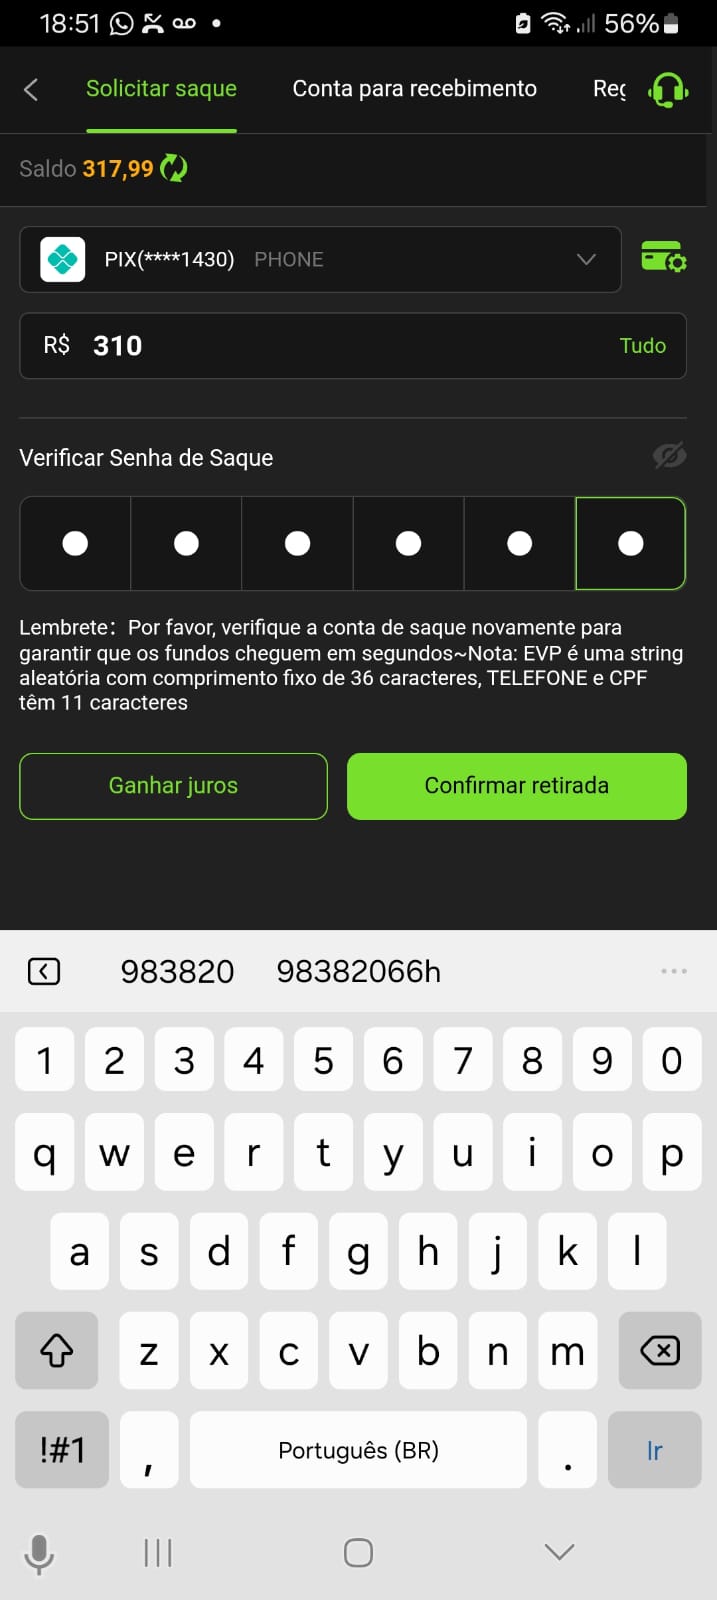 18:51 56%
Solicitar saque Conta para recebimento Reg
Saldo 317,99
PIX(****1430) PHONE
R$ 310 Tudo
Verificar Senha de Saque
Lembrete: Por favor, verifique a conta de saque novamente para
garantir que os fundos cheguem em segundos~Nota: EVP é uma string
aleatória com comprimento fixo de 36 caracteres, TELEFONE e CPF
têm 11 caracteres
Ganhar juros Confirmar retirada
983820 98382066h
1 2 3 4 5 6 7 8 9 0
q w e r t y u i o p
a s d f g h j k l
z x c v b n m
!#1 , Português (BR) . Ir